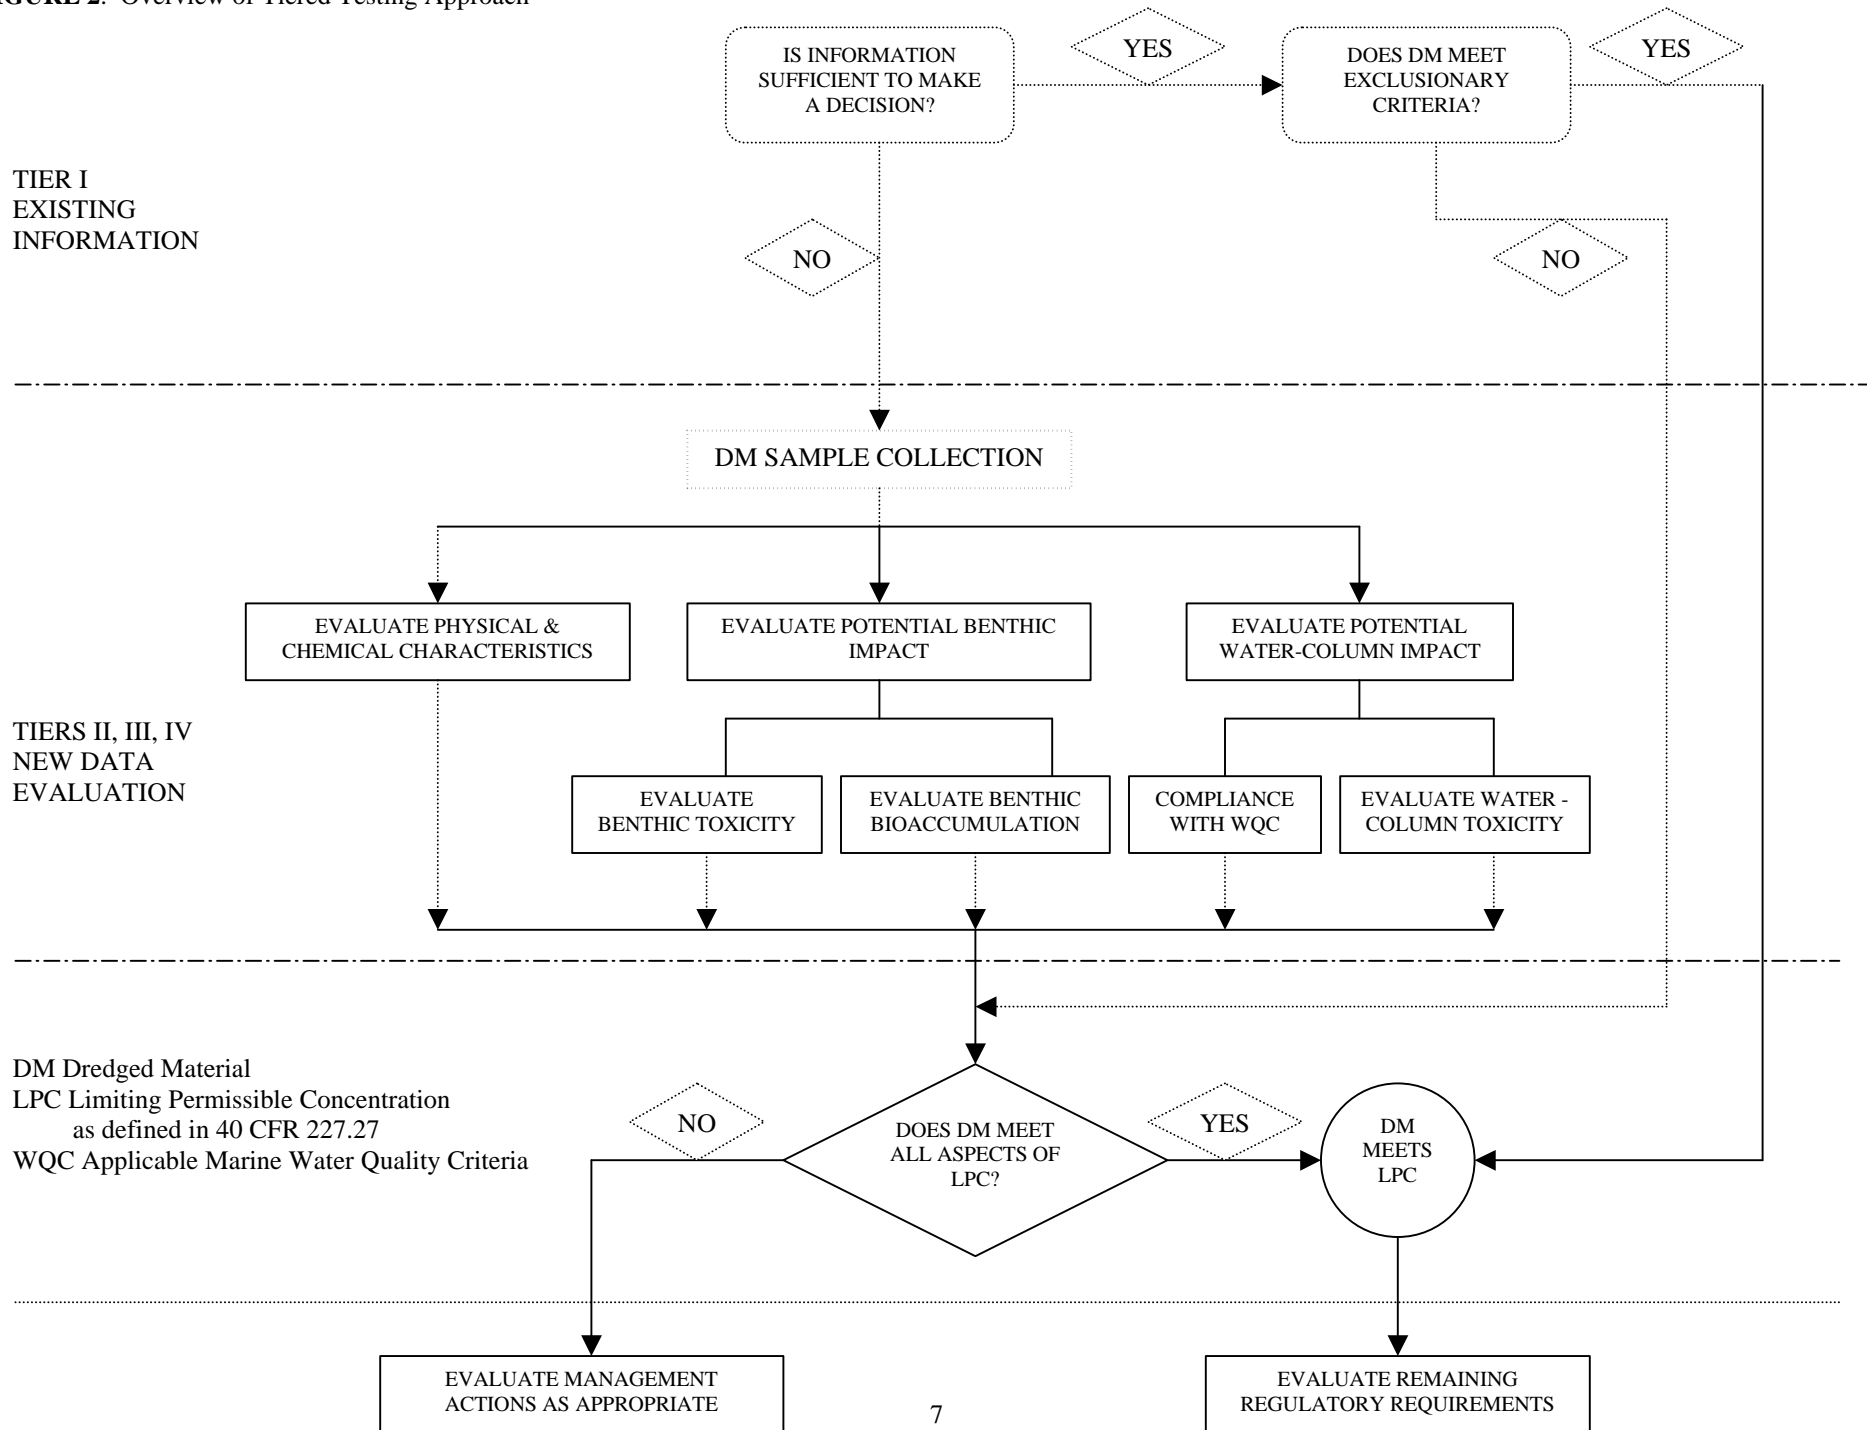 IGURE 2. Overview of Tiered Testing Approach
IS INFORMATION
SUFFICIENT TO MAKE
A DECISION?
YES
DOES DM MEET
EXCLUSIONARY
CRITERIA?
YES
TIER I
EXISTING
INFORMATION
NO
NO
DM SAMPLE COLLECTION
EVALUATE PHYSICAL &
CHEMICAL CHARACTERISTICS
EVALUATE POTENTIAL BENTHIC
IMPACT
EVALUATE POTENTIAL
WATER-COLUMN IMPACT
TIERS II, III, IV
NEW DATA
EVALUATION
EVALUATE
BENTHIC TOXICITY
EVALUATE BENTHIC
BIOACCUMULATION
COMPLIANCE
WITH WQC
EVALUATE WATER -
COLUMN TOXICITY
DM Dredged Material
LPC Limiting Permissible Concentration
as defined in 40 CFR 227.27
WQC Applicable Marine Water Quality Criteria
NO
DOES DM MEET
ALL ASPECTS OF
LPC?
YES
DM
MEETS
LPC
EVALUATE MANAGEMENT
ACTIONS AS APPROPRIATE
EVALUATE REMAINING
REGULATORY REQUIREMENTS
7